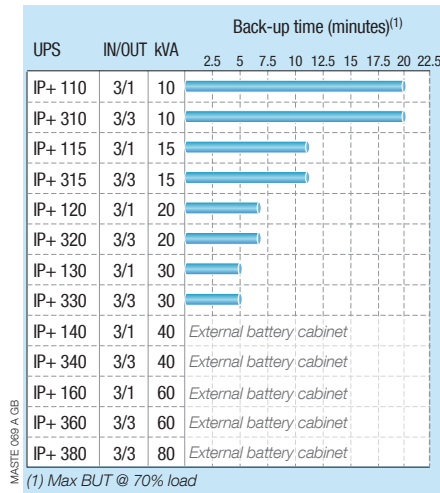 Back-up time (minutes)(1)
UPS IN/OUT kVA
2.5 5 7.5 10 12.5 15 17.5 20 22.5
IP+ 110 3/1 10
IP+ 310 3/3 10
IP+ 115 3/1 15
IP+ 315 3/3 15
IP+ 120 3/1 20
IP+ 320 3/3 20
IP+ 130 3/1 30
IP+ 330 3/3 30
IP+ 140 3/1 40 External battery cabinet
IP+ 340 3/3 40 External battery cabinet
IP+ 160 3/1 60 External battery cabinet
IP+ 360 3/3 60 External battery cabinet
IP+ 380 3/3 80 External battery cabinet
(1) Max BUT @ 70% load
MASTE 069 A GB